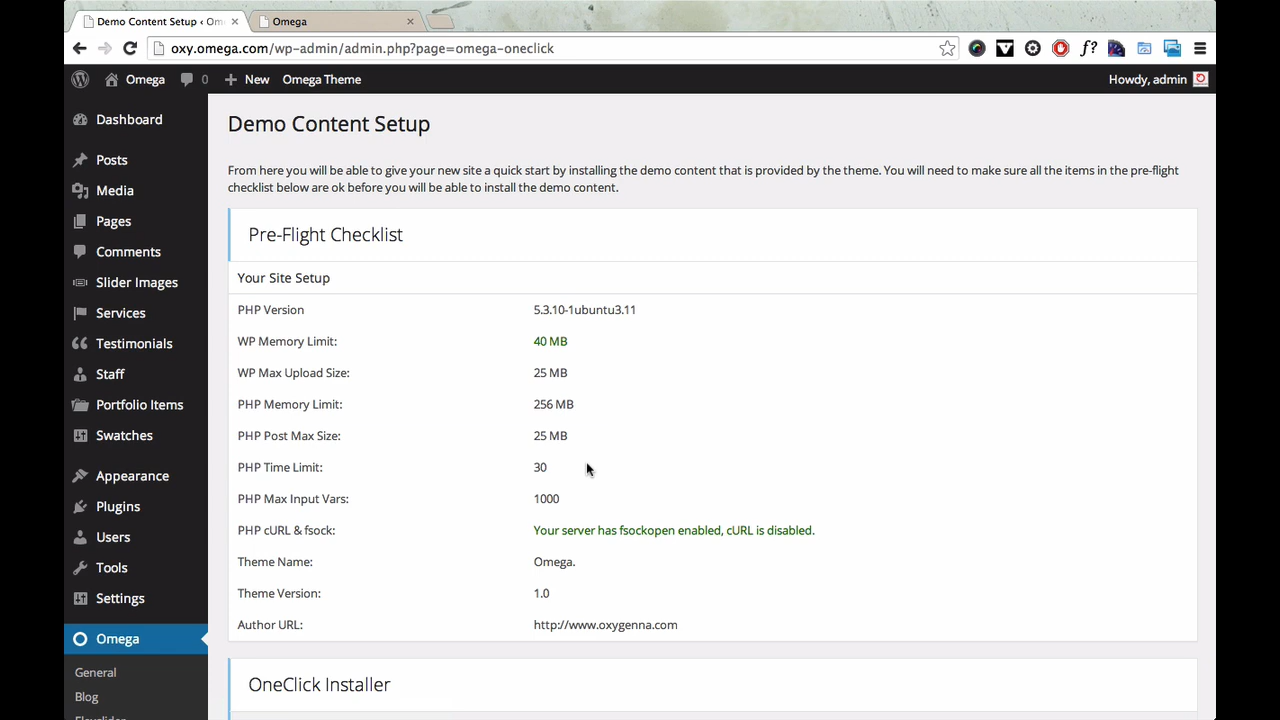 Demo Content Setup ‹ Om
Omega
oxy.omega.com/wp-admin/admin.php?page=omega-oneclick
f?
Omega
0
New
Omega Theme
Howdy, admin
Dashboard
Posts
Media
Pages
Comments
Slider Images
Services
Testimonials
Staff
Portfolio Items
Swatches
Appearance
Plugins
Users
Tools
Settings
Omega
General
Blog
Flexslider
Demo Content Setup
From here you will be able to give your new site a quick start by installing the demo content that is provided by the theme. You will need to make sure all the items in the pre-flight
checklist below are ok before you will be able to install the demo content.
Pre-Flight Checklist
Your Site Setup
PHP Version 5.3.10-1ubuntu3.11
WP Memory Limit: 40 MB
WP Max Upload Size: 25 MB
PHP Memory Limit: 256 MB
PHP Post Max Size: 25 MB
PHP Time Limit: 30
PHP Max Input Vars: 1000
PHP cURL & fsock: Your server has fsockopen enabled, cURL is disabled.
Theme Name: Omega.
Theme Version: 1.0
Author URL: http://www.oxygenna.com
OneClick Installer